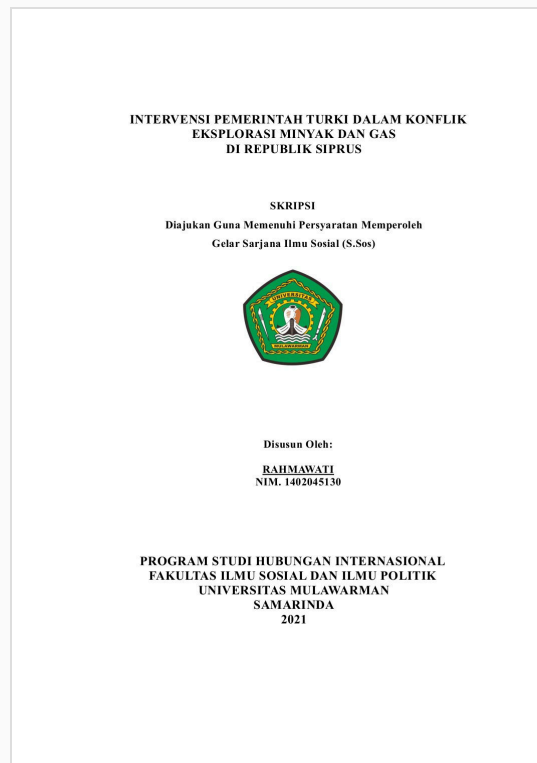 INTERVENSI PEMERINTAH TURKI DALAM KONFLIK
EKSPLORASI MINYAK DAN GAS
DI REPUBLIK SIPRUS
SKRIPSI
Diajukan Guna Memenuhi Persyaratan Memperoleh
Gelar Sarjana Ilmu Sosial (S.Sos)
UNIVERSITAS
MULAWARMAN
Disusun Oleh:
RAHMAWATI
NIM. 1402045130
PROGRAM STUDI HUBUNGAN INTERNASIONAL
FAKULTAS ILMU SOSIAL DAN ILMU POLITIK
UNIVERSITAS MULAWARMAN
SAMARINDA
2021